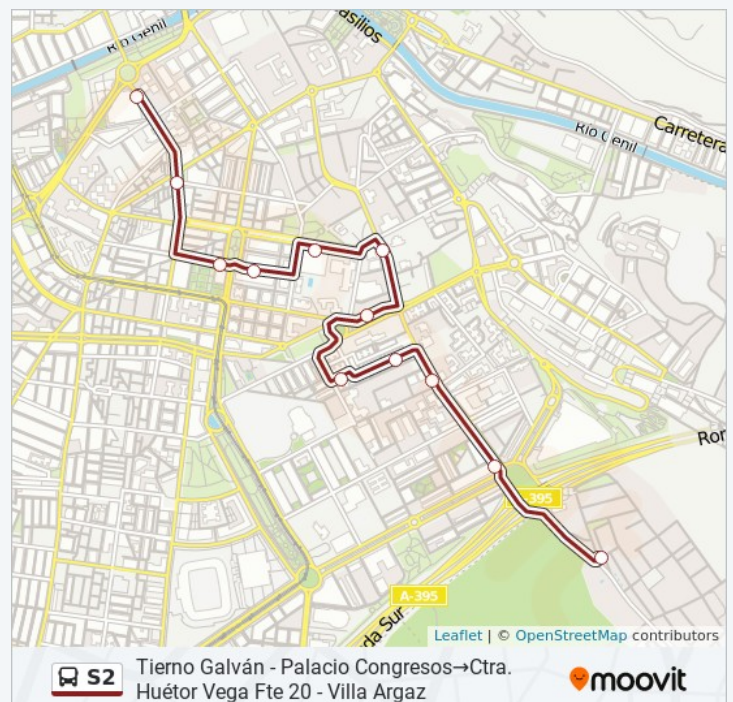 Río Genil
asilios
Río Genil
Carretera
Ron
395
A-395
da Sur
Leaflet | © OpenStreetMap contributors
S2
Tierno Galván - Palacio Congresos→Ctra.
Huétor Vega Fte 20 - Villa Argaz
moovit